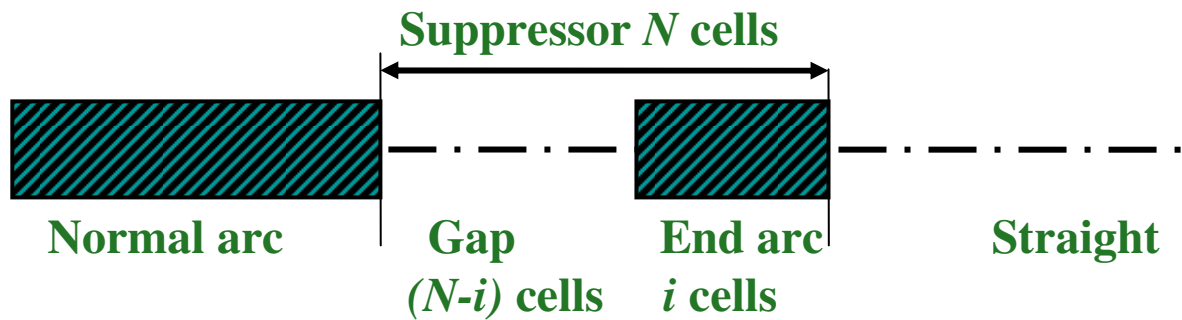 Suppressor N cells
Normal arc
Gap
(N-i) cells
End arc
i cells
Straight